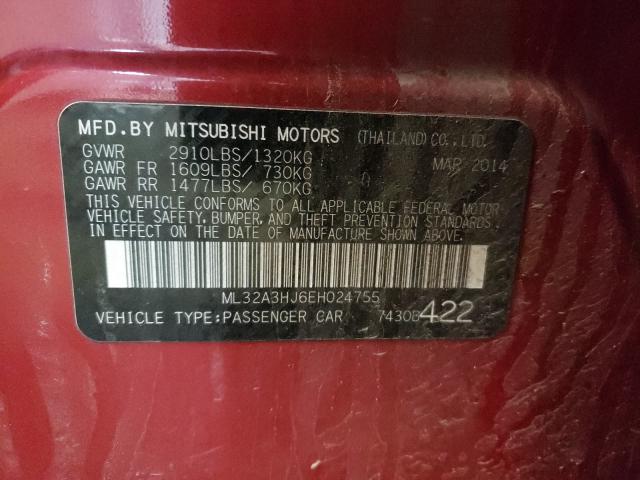 MFD.BY MITSUBISHI MOTORS (THAILAND) CO.,LTD.
GVWR 2910LBS/1320KG MAR 2014
GAWR FR 1609LBS/ 730KG
GAWR RR 1477LBS/ 670KG
THIS VEHICLE CONFORMS TO ALL APPLICABLE FEDERAL MOTOR
VEHICLE SAFETY, BUMPER, AND THEFT PREVENTION STANDARDS
IN EFFECT ON THE DATE OF MANUFACTURE SHOWN ABOVE.
ML32A3HJ6EH024755
VEHICLE TYPE:PASSENGER CAR 7430B422